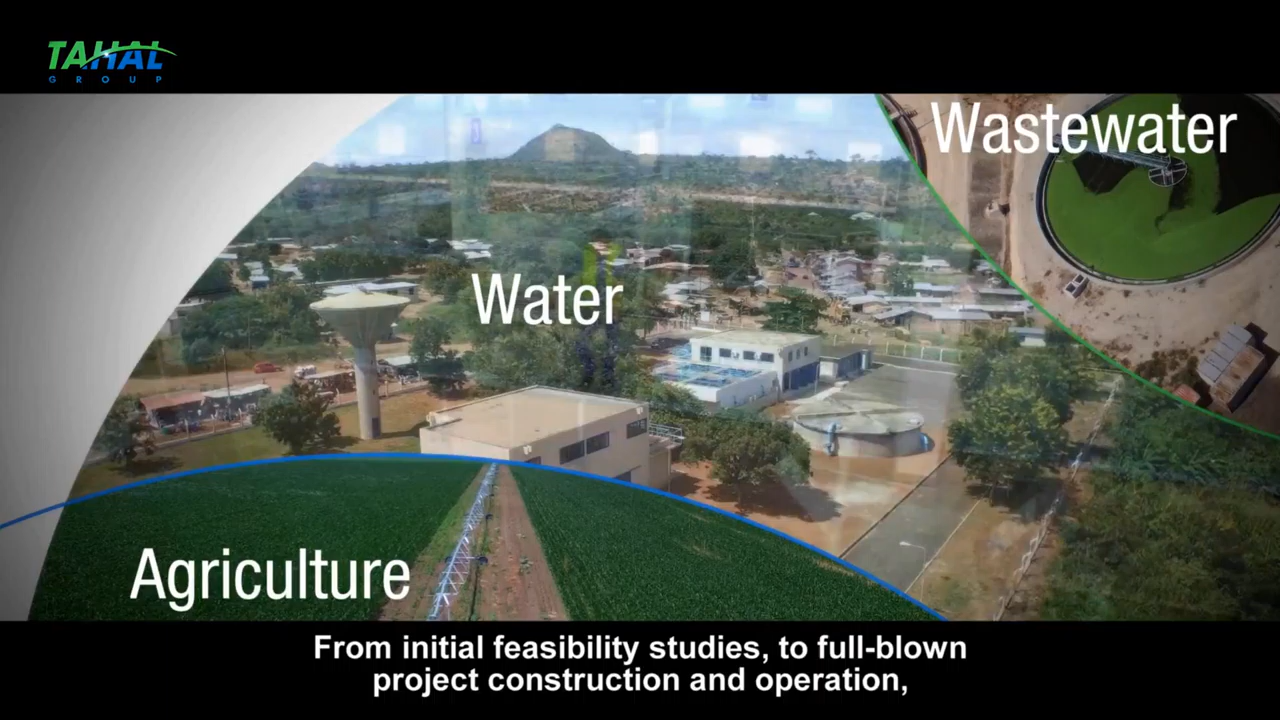 TAHAL
GROUP
Wastewater
Water
Agriculture
From initial feasibility studies, to full-blown
project construction and operation,